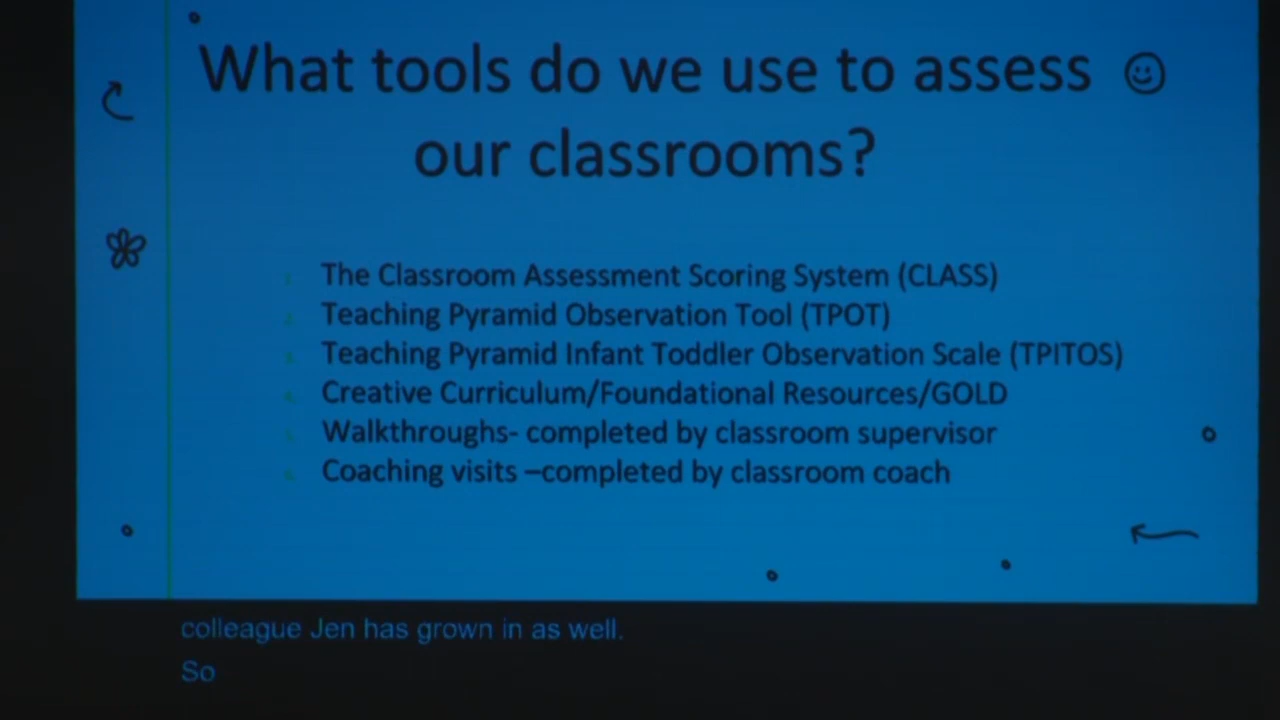 What tools do we use to assess
our classrooms?
The Classroom Assessment Scoring System (CLASS)
Teaching Pyramid Observation Tool (TPOT)
Teaching Pyramid Infant Toddler Observation Scale (TPITOS)
Creative Curriculum/Foundational Resources/GOLD
Walkthroughs- completed by classroom supervisor
Coaching visits –completed by classroom coach
colleague Jen has grown in as well.
So